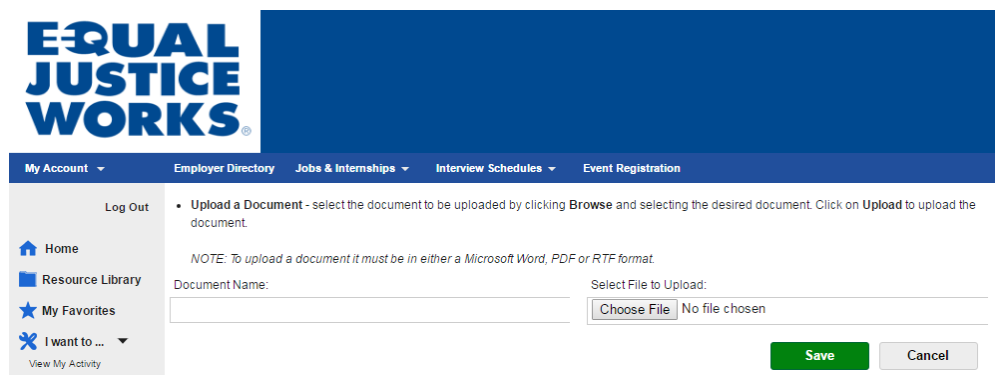 EQUAL
JUSTICE
WORKS®
My Account Employer Directory Jobs & Internships Interview Schedules Event Registration
Log Out
Home
Resource Library
My Favorites
I want to ...
View My Activity
• Upload a Document - select the document to be uploaded by clicking Browse and selecting the desired document. Click on Upload to upload the
document.
NOTE: To upload a document it must be in either a Microsoft Word, PDF or RTF format.
Document Name:
Select File to Upload:
Choose File No file chosen
Save Cancel